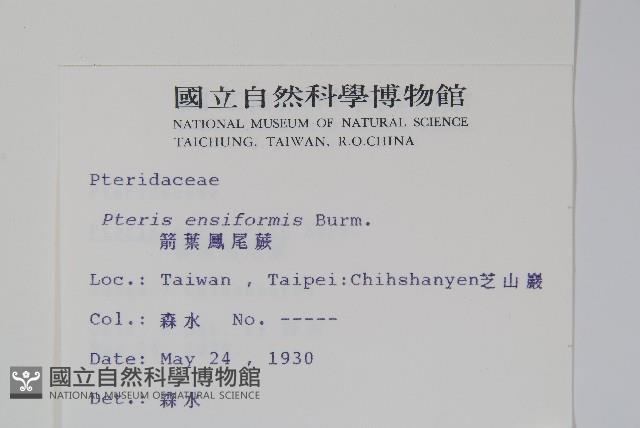 國立自然科學博物館
NATIONAL MUSEUM OF NATURAL SCIENCE
TAICHUNG, TAIWAN, R.O.CHINA
Pteridaceae
Pteris ensiformis Burm.
箭葉鳳尾蕨
Loc.: Taiwan , Taipei:Chihshanyen芝山巖
Col.: 森水 No. -----
Date: May 24 , 1930
國立自然科學博物館
NATIONAL MUSEUM OF NATURAL SCIENCE
Det.: 森水